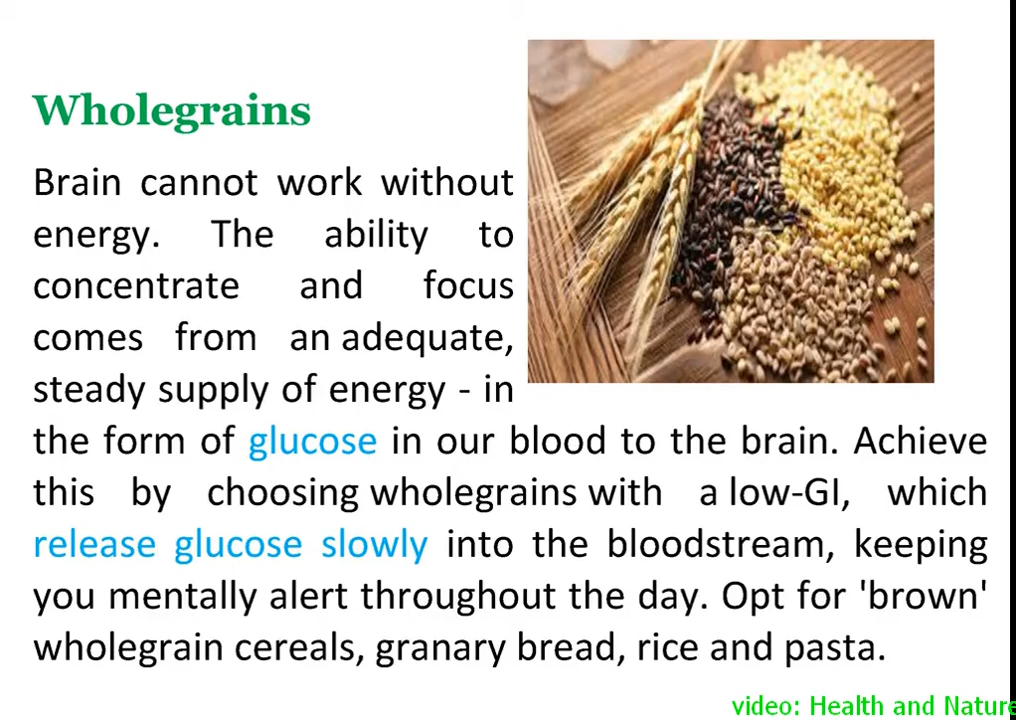 Wholegrains
Brain cannot work without
energy. The ability to
concentrate and focus
comes from an adequate,
steady supply of energy - in
the form of glucose in our blood to the brain. Achieve
this by choosing wholegrains with a low-GI, which
release glucose slowly into the bloodstream, keeping
you mentally alert throughout the day. Opt for 'brown'
wholegrain cereals, granary bread, rice and pasta.
video: Health and Nature